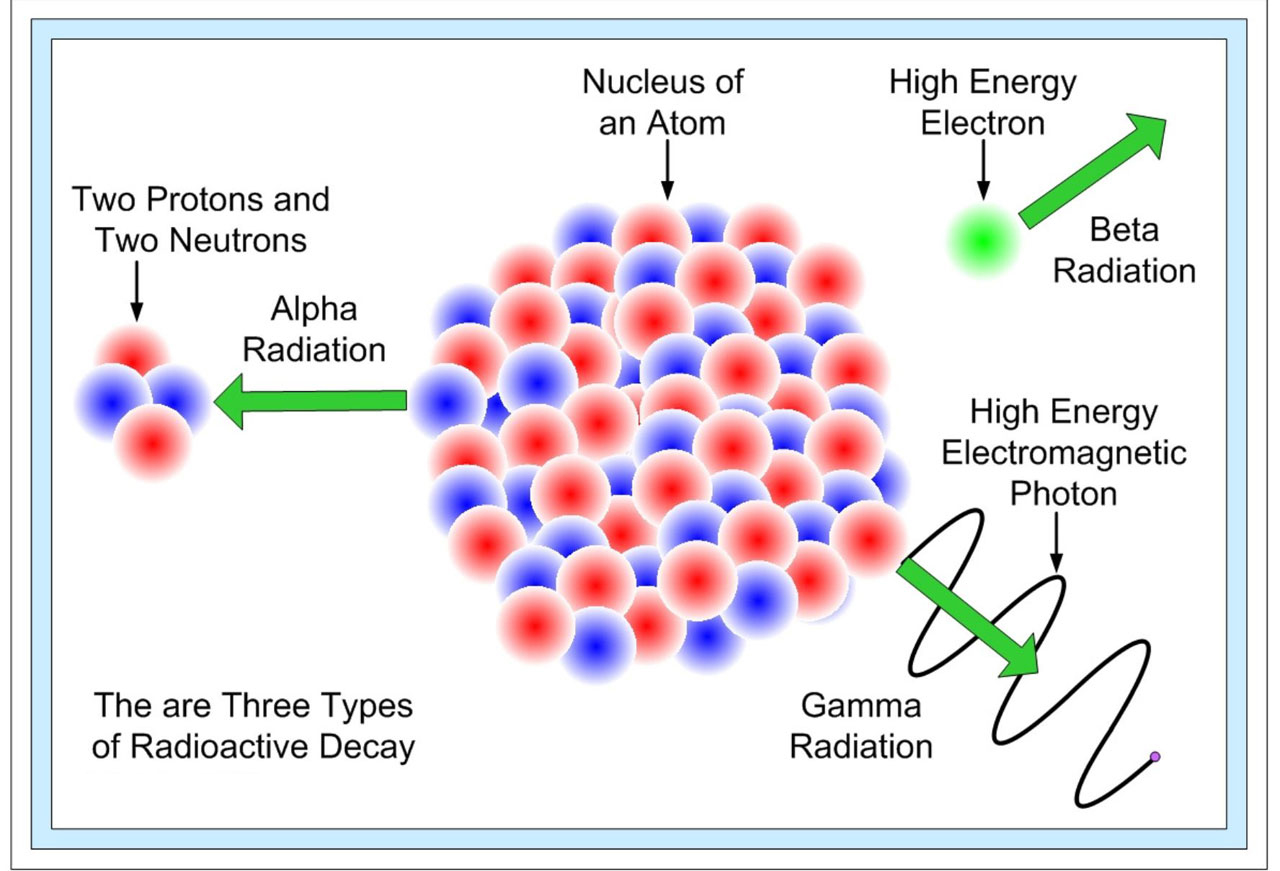 Nucleus of
an Atom
High Energy
Electron
Two Protons and
Two Neutrons
Beta
Radiation
Alpha
Radiation
High Energy
Electromagnetic
Photon
The are Three Types
of Radioactive Decay
Gamma
Radiation